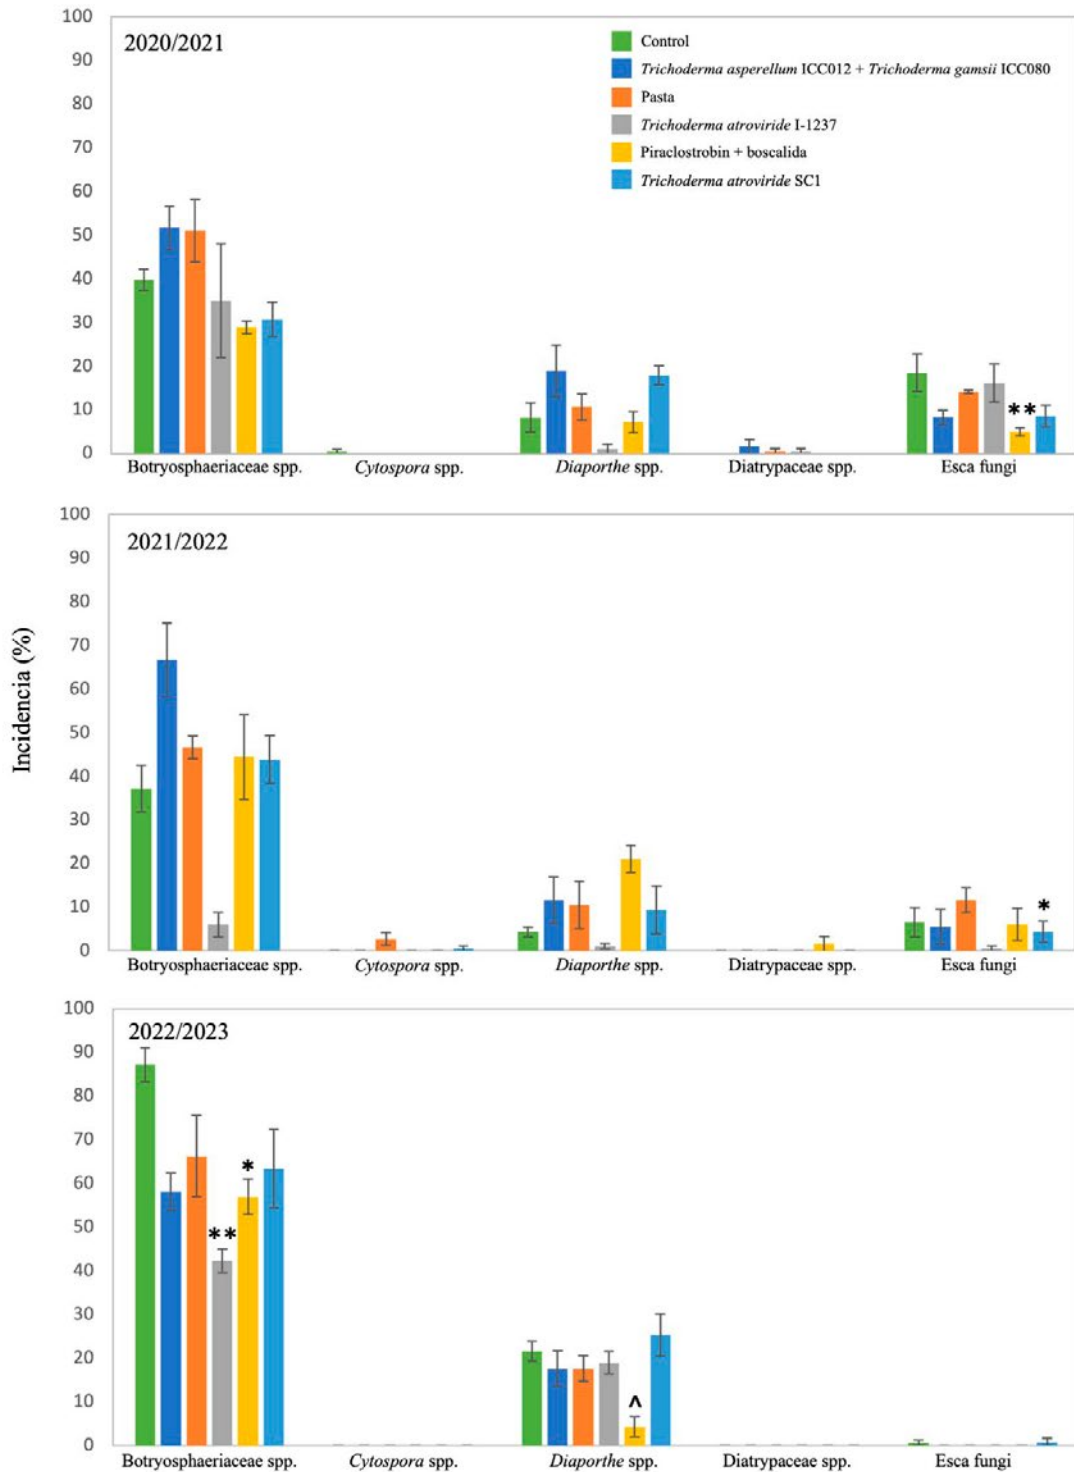 2020/2021
Control
Trichoderma asperellum ICC012 + Trichoderma gamsii ICC080
Pasta
Trichoderma atroviride I-1237
Piraclostrobin + boscalida
Trichoderma atroviride SC1
100
90
80
70
60
50
40
30
20
10
0
**
Botryosphaeriaceae spp.
Cytospora spp.
Diaporthe spp.
Diatrypaceae spp.
Esca fungi
Incidencia (%)
2021/2022
100
90
80
70
60
50
40
30
20
10
0
*
Botryosphaeriaceae spp.
Cytospora spp.
Diaporthe spp.
Diatrypaceae spp.
Esca fungi
2022/2023
100
90
80
70
60
50
40
30
20
10
0
**
*
^
Botryosphaeriaceae spp.
Cytospora spp.
Diaporthe spp.
Diatrypaceae spp.
Esca fungi